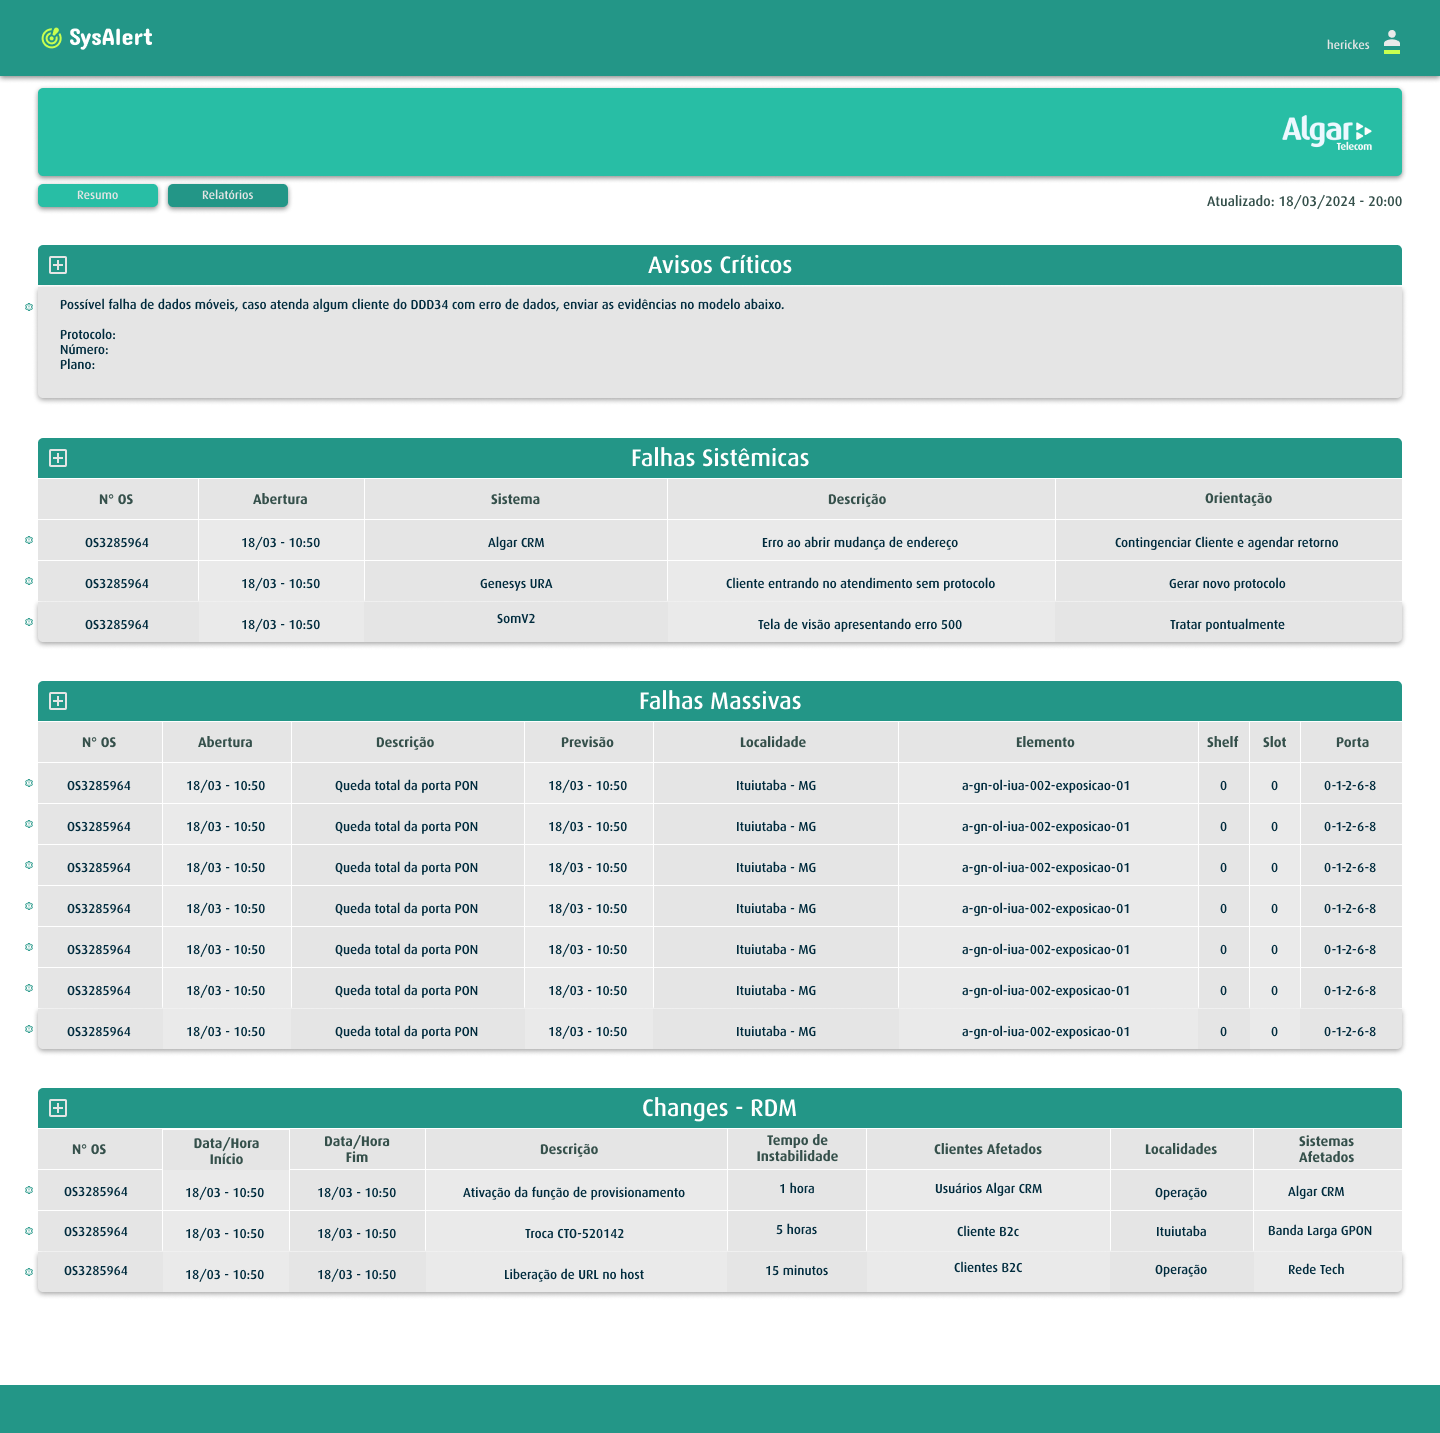 SysAlert
herickes
Algar
Telecom
Resumo Relatórios
Atualizado: 18/03/2024 - 20:00
Avisos Críticos
Possível falha de dados móveis, caso atenda algum cliente do DDD34 com erro de dados, enviar as evidências no modelo abaixo.
Protocolo:
Número:
Plano:
Falhas Sistêmicas
N° OS Abertura Sistema Descrição Orientação
OS3285964 18/03 - 10:50 Algar CRM Erro ao abrir mudança de endereço Contingenciar Cliente e agendar retorno
OS3285964 18/03 - 10:50 Genesys URA Cliente entrando no atendimento sem protocolo Gerar novo protocolo
OS3285964 18/03 - 10:50 SomV2 Tela de visão apresentando erro 500 Tratar pontualmente
Falhas Massivas
N° OS Abertura Descrição Previsão Localidade Elemento Shelf Slot Porta
OS3285964 18/03 - 10:50 Queda total da porta PON 18/03 - 10:50 Ituiutaba - MG a-gn-ol-iua-002-exposicao-01 0 0 0-1-2-6-8
OS3285964 18/03 - 10:50 Queda total da porta PON 18/03 - 10:50 Ituiutaba - MG a-gn-ol-iua-002-exposicao-01 0 0 0-1-2-6-8
OS3285964 18/03 - 10:50 Queda total da porta PON 18/03 - 10:50 Ituiutaba - MG a-gn-ol-iua-002-exposicao-01 0 0 0-1-2-6-8
OS3285964 18/03 - 10:50 Queda total da porta PON 18/03 - 10:50 Ituiutaba - MG a-gn-ol-iua-002-exposicao-01 0 0 0-1-2-6-8
OS3285964 18/03 - 10:50 Queda total da porta PON 18/03 - 10:50 Ituiutaba - MG a-gn-ol-iua-002-exposicao-01 0 0 0-1-2-6-8
OS3285964 18/03 - 10:50 Queda total da porta PON 18/03 - 10:50 Ituiutaba - MG a-gn-ol-iua-002-exposicao-01 0 0 0-1-2-6-8
OS3285964 18/03 - 10:50 Queda total da porta PON 18/03 - 10:50 Ituiutaba - MG a-gn-ol-iua-002-exposicao-01 0 0 0-1-2-6-8
Changes - RDM
N° OS Data/Hora Início Data/Hora Fim Descrição Tempo de Instabilidade Clientes Afetados Localidades Sistemas Afetados
OS3285964 18/03 - 10:50 18/03 - 10:50 Ativação da função de provisionamento 1 hora Usuários Algar CRM Operação Algar CRM
OS3285964 18/03 - 10:50 18/03 - 10:50 Troca CTO-520142 5 horas Cliente B2c Ituiutaba Banda Larga GPON
OS3285964 18/03 - 10:50 18/03 - 10:50 Liberação de URL no host 15 minutos Clientes B2C Operação Rede Tech